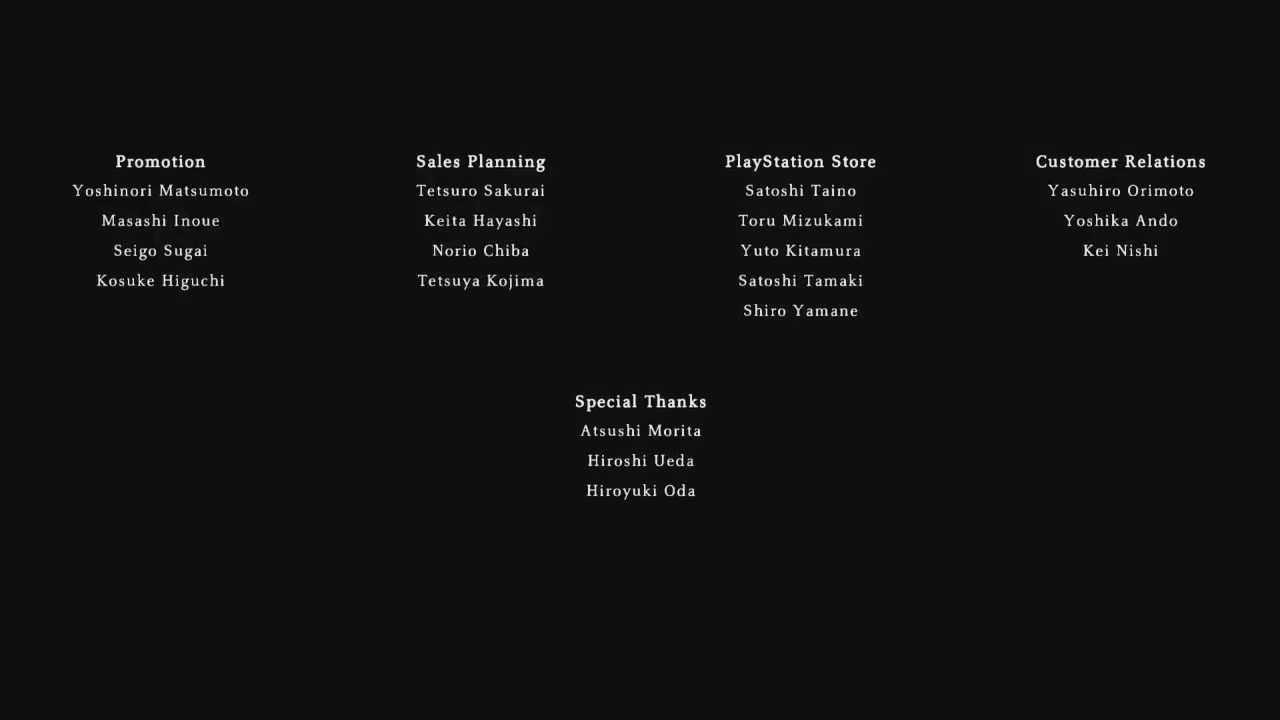 Promotion
Yoshinori Matsumoto
Masashi Inoue
Seigo Sugai
Kosuke Higuchi
Sales Planning
Tetsuro Sakurai
Keita Hayashi
Norio Chiba
Tetsuya Kojima
PlayStation Store
Satoshi Taino
Toru Mizukami
Yuto Kitamura
Satoshi Tamaki
Shiro Yamane
Customer Relations
Yasuhiro Orimoto
Yoshika Ando
Kei Nishi
Special Thanks
Atsushi Morita
Hiroshi Ueda
Hiroyuki Oda